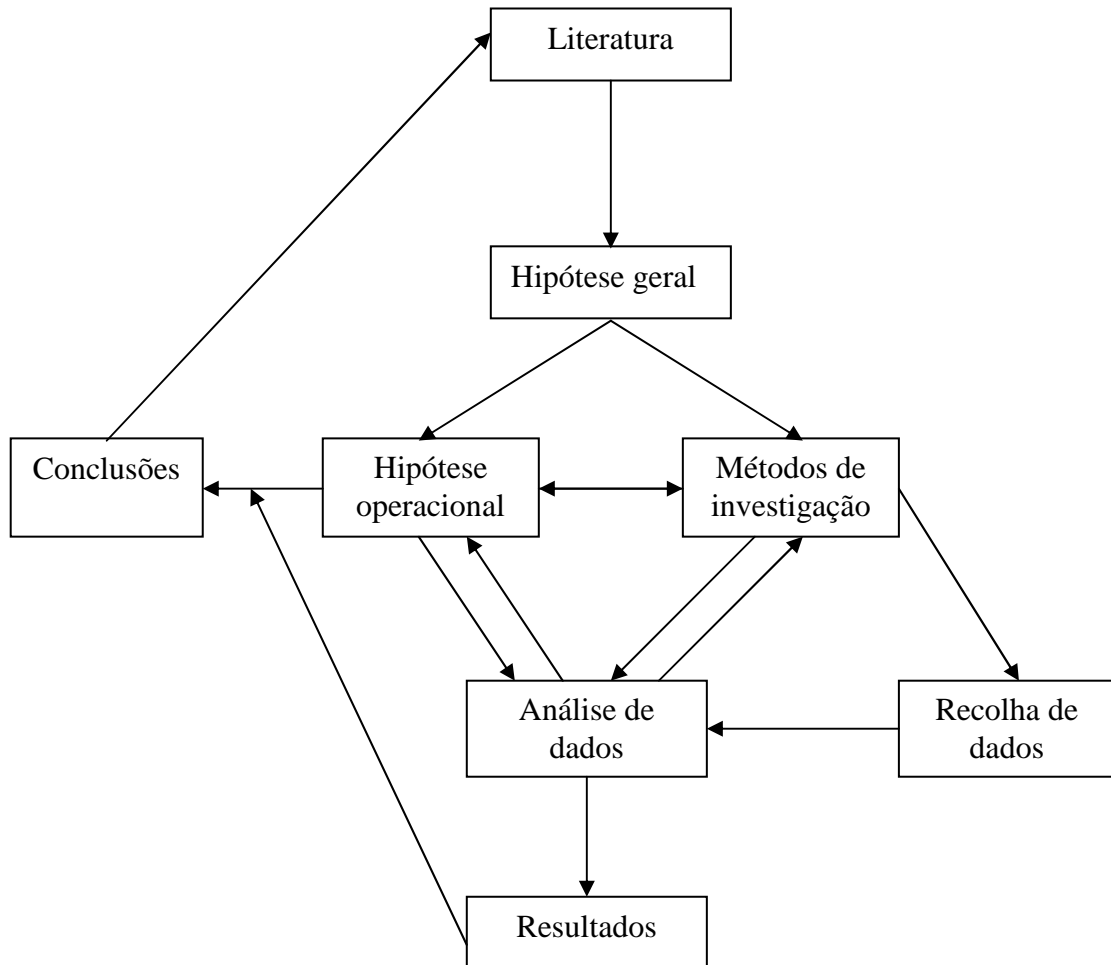 Literatura
Hipótese geral
Conclusões
Hipótese
operacional
Métodos de
investigação
Análise de
dados
Recolha de
dados
Resultados